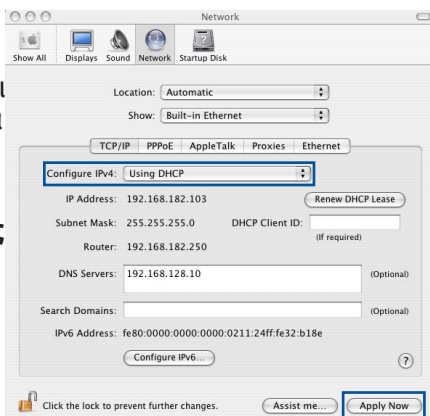 Network
Show All Displays Sound Network Startup Disk
Location: Automatic
Show: Built-in Ethernet
TCP/IP PPPoE AppleTalk Proxies Ethernet
Configure IPv4: Using DHCP
IP Address: 192.168.182.103 Renew DHCP Lease
Subnet Mask: 255.255.255.0 DHCP Client ID:
(If required)
Router: 192.168.182.250
DNS Servers: 192.168.128.10 (Optional)
Search Domains: (Optional)
IPv6 Address: fe80:0000:0000:0000:0211:24ff:fe32:b18e
Configure IPv6... ?
Click the lock to prevent further changes. Assist me... Apply Now